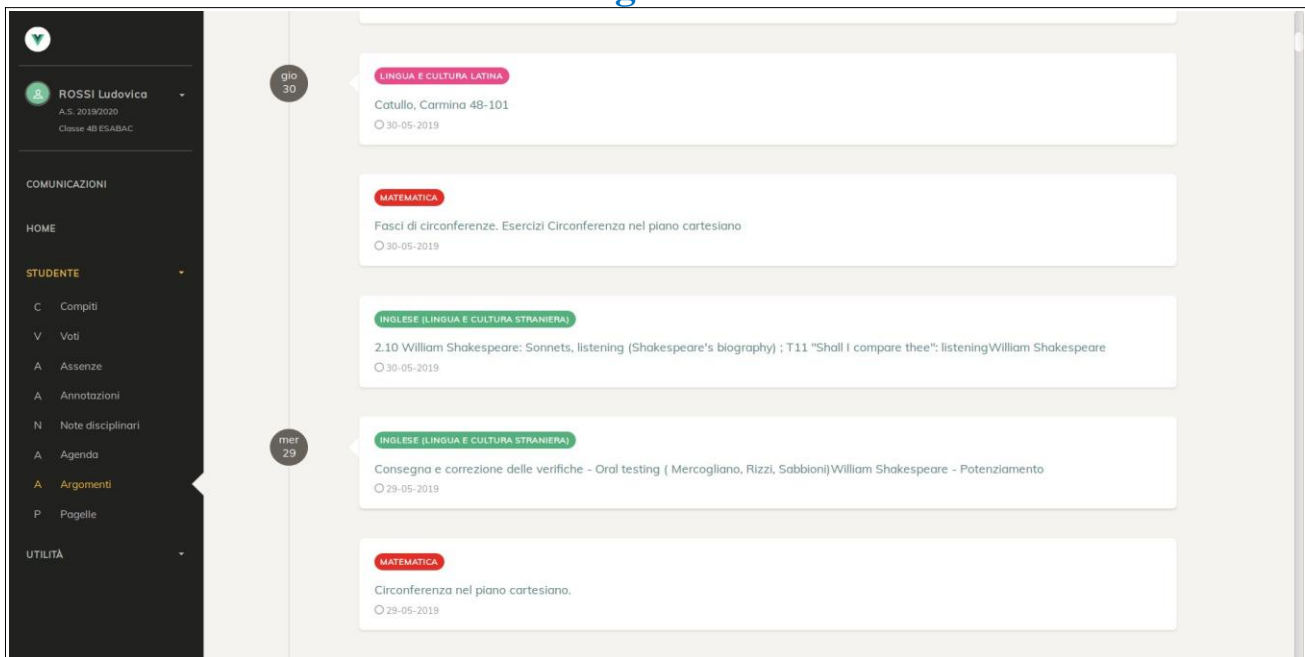 ROSSI Ludovica
A.S. 2019/2020
Classe 4B ESABAC
COMUNICAZIONI
HOME
STUDENTE
C Compiti
V Voti
A Assenze
A Annotazioni
N Note disciplinari
A Agenda
A Argomenti
P Pagelle
UTILITÀ
gio
30
LINGUA E CULTURA LATINA
Catullo, Carmina 48-101
30-05-2019
MATEMATICA
Fasci di circonferenze. Esercizi Circonferenza nel piano cartesiano
30-05-2019
INGLESE (LINGUA E CULTURA STRANIERA)
2.10 William Shakespeare: Sonnets, listening (Shakespeare's biography) ; T11 "Shall I compare thee": listeningWilliam Shakespeare
30-05-2019
mer
29
INGLESE (LINGUA E CULTURA STRANIERA)
Consegna e correzione delle verifiche - Oral testing ( Mercogliano, Rizzi, Sabbioni)William Shakespeare - Potenziamento
29-05-2019
MATEMATICA
Circonferenza nel piano cartesiano.
29-05-2019